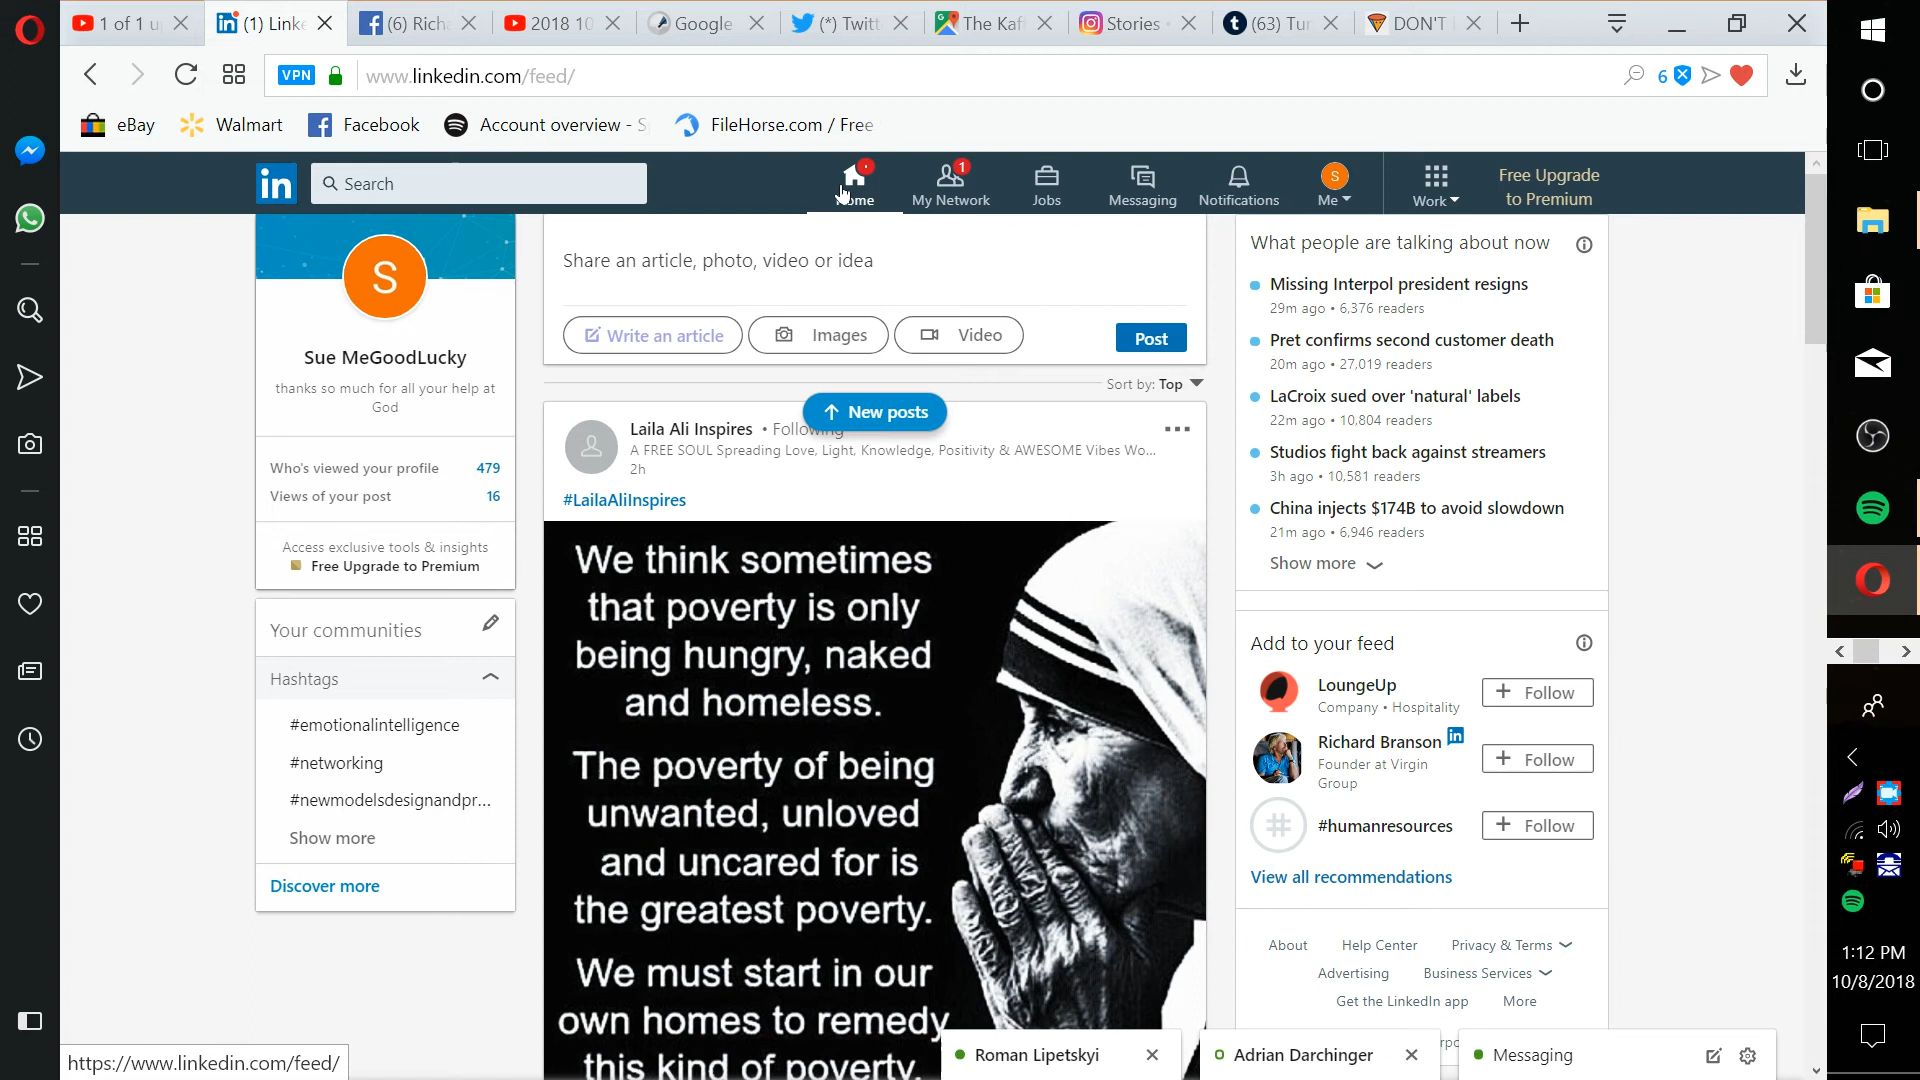 1 of 1 u
(1) Linke
(6) Rich
2018 10
Google
(*) Twitt
The Kaf
Stories
(63) Tur
DON'T
VPN
www.linkedin.com/feed/
6
eBay
Walmart
Facebook
Account overview - S
FileHorse.com / Free
in
Search
Home
1
My Network
Jobs
Messaging
Notifications
S
Me
Work
Free Upgrade
to Premium
S
Sue MeGoodLucky
thanks so much for all your help at
God
Who's viewed your profile 479
Views of your post 16
Access exclusive tools & insights
Free Upgrade to Premium
Your communities
Hashtags
#emotionalintelligence
#networking
#newmodelsdesignandpr...
Show more
Discover more
Share an article, photo, video or idea
Write an article
Images
Video
Post
Sort by: Top
New posts
Laila Ali Inspires • Following
A FREE SOUL Spreading Love, Light, Knowledge, Positivity & AWESOME Vibes Wo...
2h
#LailaAliInspires
We think sometimes
that poverty is only
being hungry, naked
and homeless.
The poverty of being
unwanted, unloved
and uncared for is
the greatest poverty.
We must start in our
own homes to remedy
this kind of poverty.
What people are talking about now
Missing Interpol president resigns
29m ago • 6,376 readers
Pret confirms second customer death
20m ago • 27,019 readers
LaCroix sued over 'natural' labels
22m ago • 10,804 readers
Studios fight back against streamers
3h ago • 10,581 readers
China injects $174B to avoid slowdown
21m ago • 6,946 readers
Show more
Add to your feed
LoungeUp
Company • Hospitality
+ Follow
Richard Branson in
Founder at Virgin
Group
+ Follow
#humanresources
+ Follow
View all recommendations
About Help Center Privacy & Terms
Advertising Business Services
Get the LinkedIn app More
Roman Lipetskyi
Adrian Darchinger
Messaging
https://www.linkedin.com/feed/
1:12 PM
10/8/2018